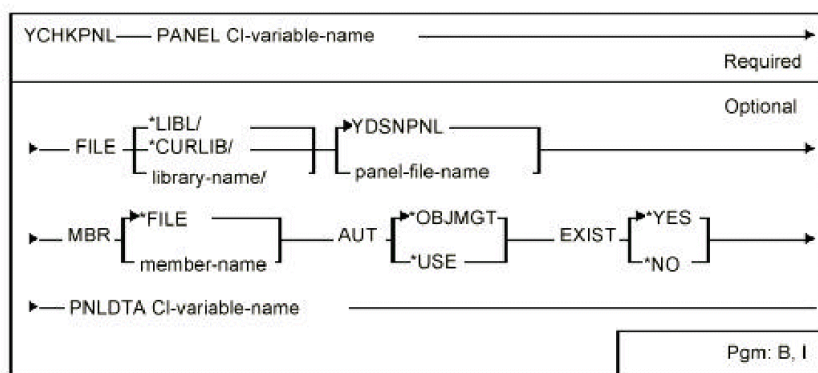 YCHKPNL PANEL Cl-variable-name
Required
Optional
*LIBL/
FILE *CURLIB/ YDSNPNL
library-name/ panel-file-name
*FILE *OBJMGT *YES
MBR AUT EXIST
member-name *USE *NO
PNLDTA Cl-variable-name
Pgm: B, I